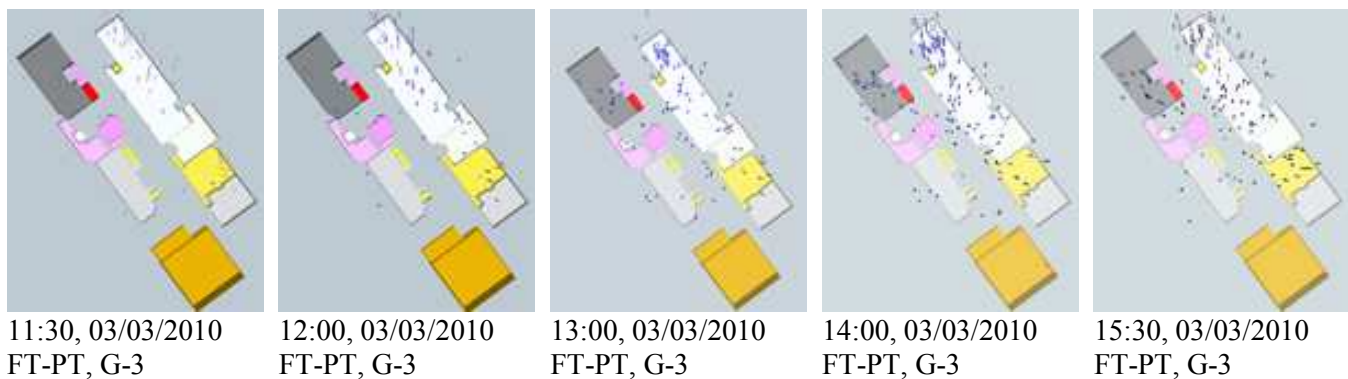 11:30, 03/03/2010
FT-PT, G-3
12:00, 03/03/2010
FT-PT, G-3
13:00, 03/03/2010
FT-PT, G-3
14:00, 03/03/2010
FT-PT, G-3
15:30, 03/03/2010
FT-PT, G-3